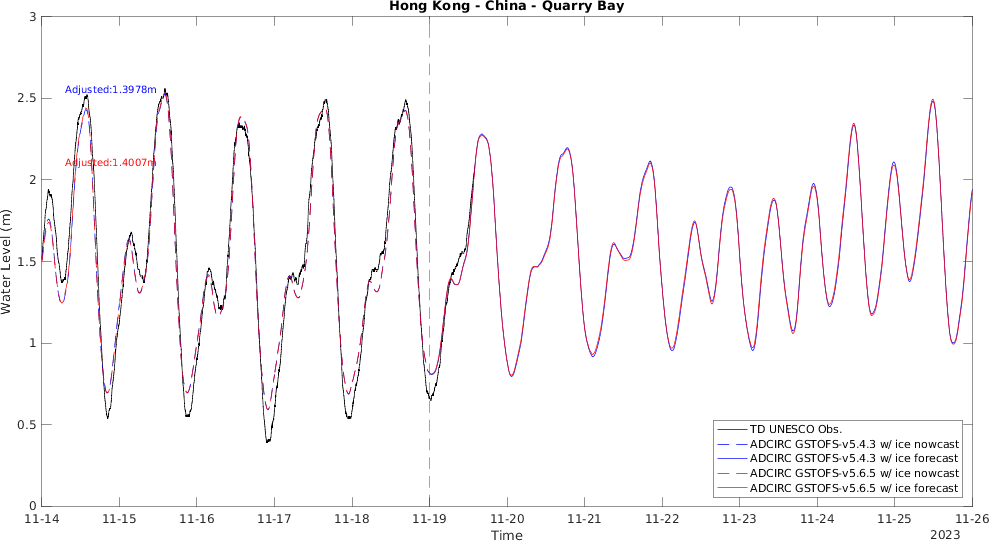 Hong Kong - China - Quarry Bay
3
2.5
2
1.5
1
0.5
0
Water Level (m)
Adjusted:1.3978m
Adjusted:1.4007m
TD UNESCO Obs.
ADCIRC GSTOFS-v5.4.3 w/ ice nowcast
ADCIRC GSTOFS-v5.4.3 w/ ice forecast
ADCIRC GSTOFS-v5.6.5 w/ ice nowcast
ADCIRC GSTOFS-v5.6.5 w/ ice forecast
11-14 11-15 11-16 11-17 11-18 11-19 11-20 11-21 11-22 11-23 11-24 11-25 11-26
Time
2023